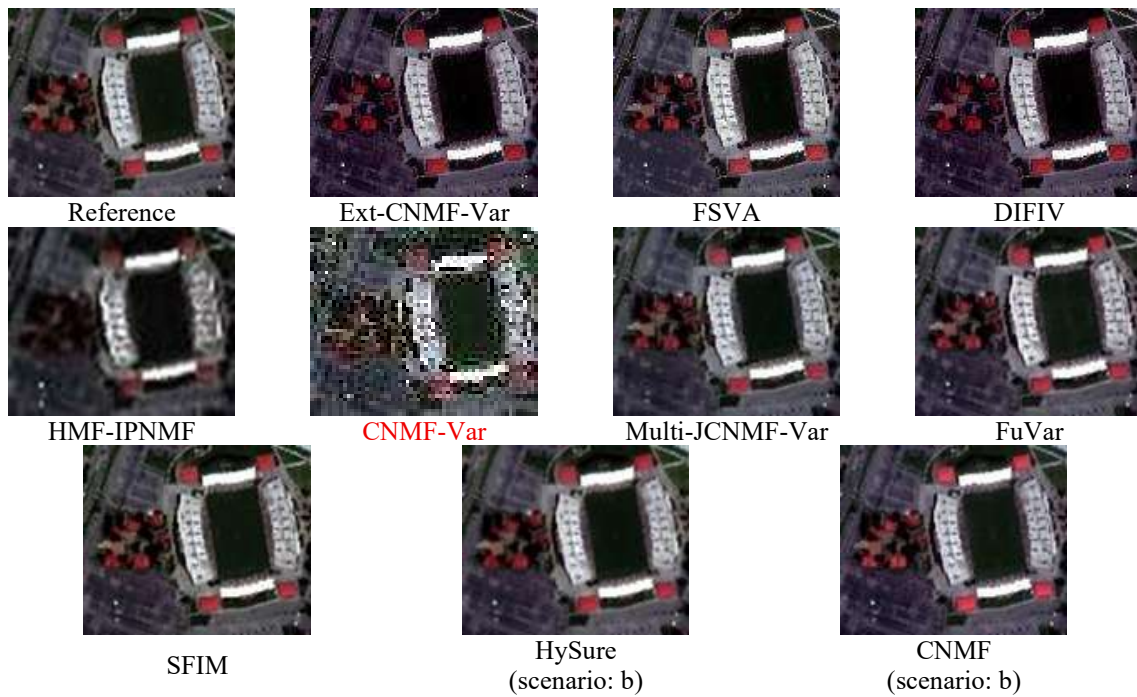 Reference
Ext-CNMF-Var
FSVA
DIFIV
HMF-IPNMF
CNMF-Var
Multi-JCNMF-Var
FuVar
SFIM
HySure
(scenario: b)
CNMF
(scenario: b)